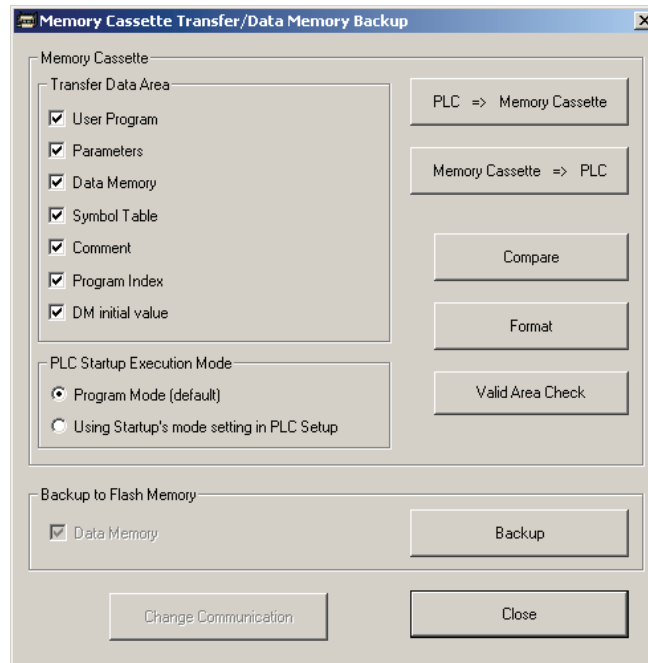 Memory Cassette Transfer/Data Memory Backup
Memory Cassette
Transfer Data Area
User Program
Parameters
Data Memory
Symbol Table
Comment
Program Index
DM initial value
PLC => Memory Cassette
Memory Cassette => PLC
Compare
Format
Valid Area Check
PLC Startup Execution Mode
Program Mode (default)
Using Startup's mode setting in PLC Setup
Backup to Flash Memory
Data Memory
Backup
Change Communication
Close